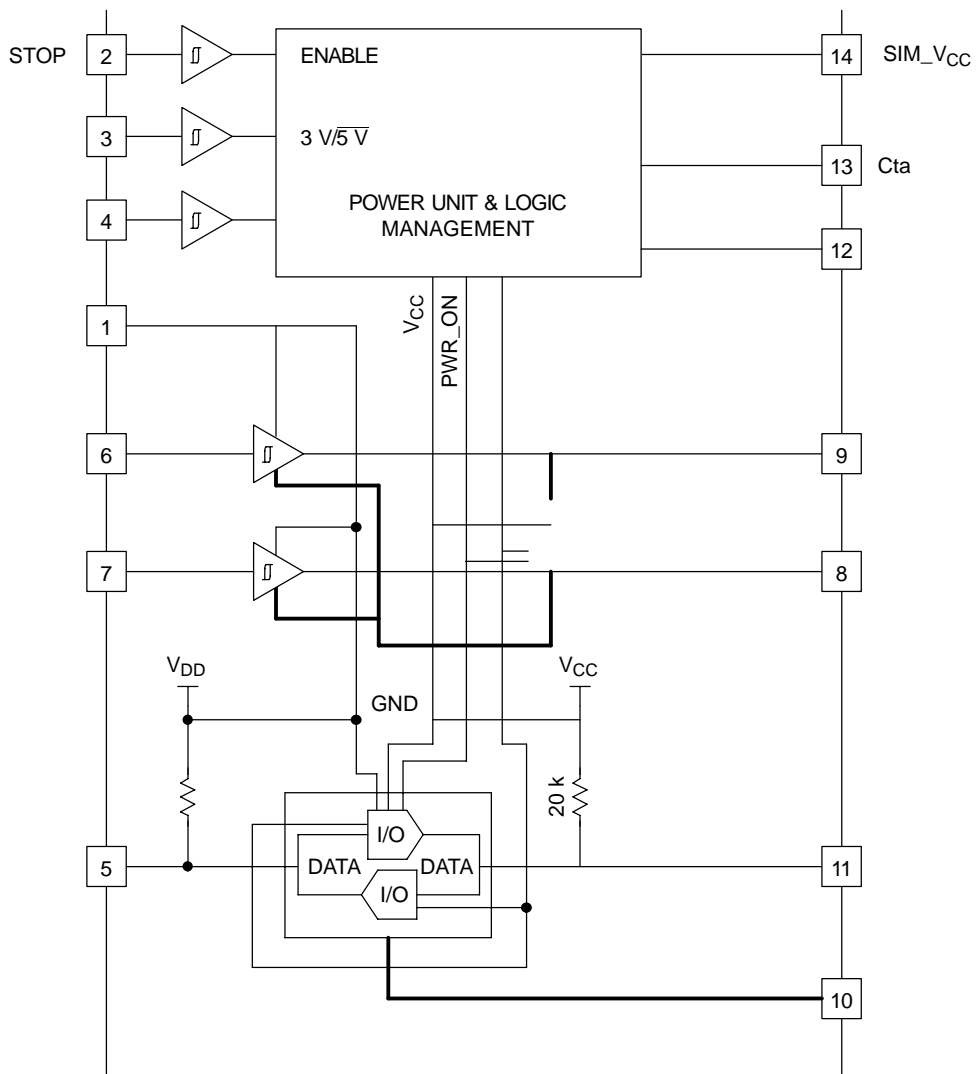 STOP 2 ENABLE 14 SIM_VCC
3 3 V/5 V 13 Cta
4 POWER UNIT & LOGIC
MANAGEMENT 12
1 VCC PWR_ON
6 9
7 8
VDD VCC
GND
20 k
I/O
5 DATA DATA 11
I/O
10